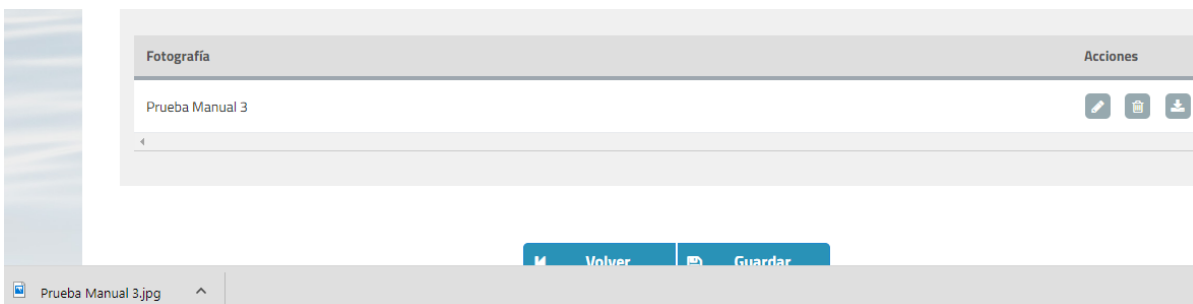 Fotografía Acciones
Prueba Manual 3
Volver Guardar
Prueba Manual 3.jpg